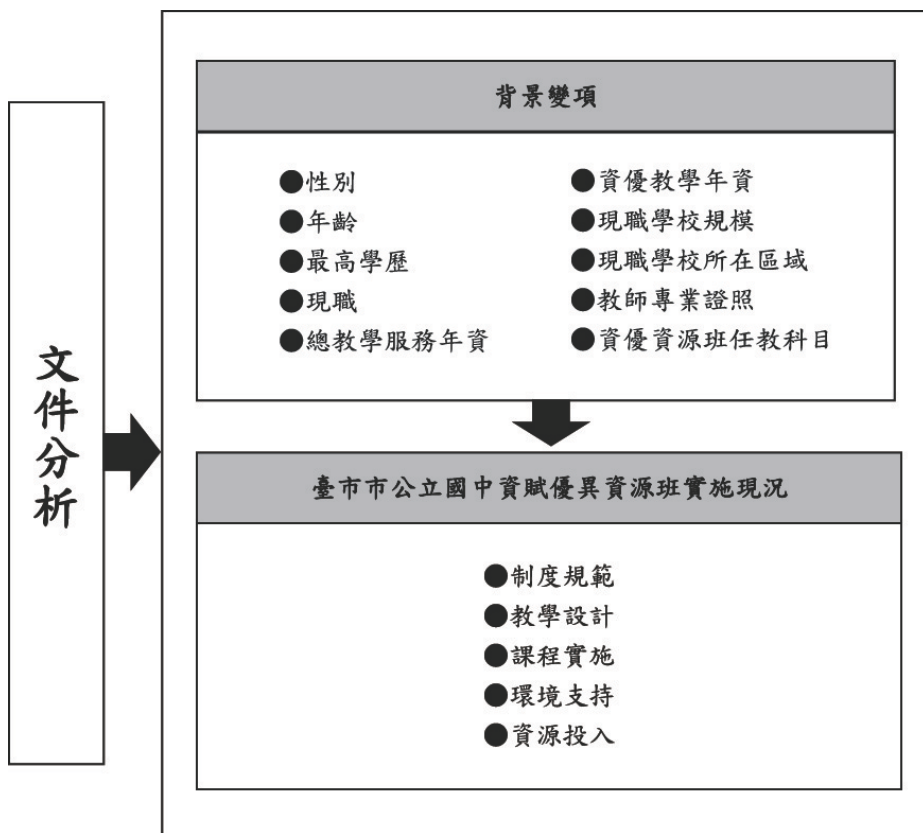 文件分析
背景變項
●性別
●年齡
●最高學歷
●現職
●總教學服務年資
●資優教學年資
●現職學校規模
●現職學校所在區域
●教師專業證照
●資優資源班任教科目
臺市市公立國中資賦優異資源班實施現況
●制度規範
●教學設計
●課程實施
●環境支持
●資源投入